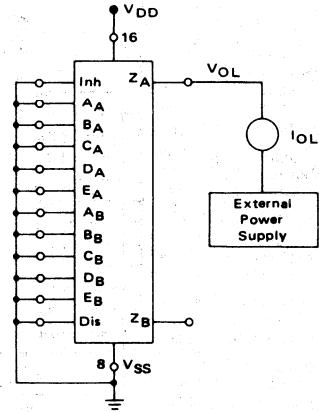 VDD
16
Inh ZA VOL
AA
BA
CA IOL
DA
EA External
AB Power
BB Supply
CB
DB
EB
Dis ZB
8 VSS